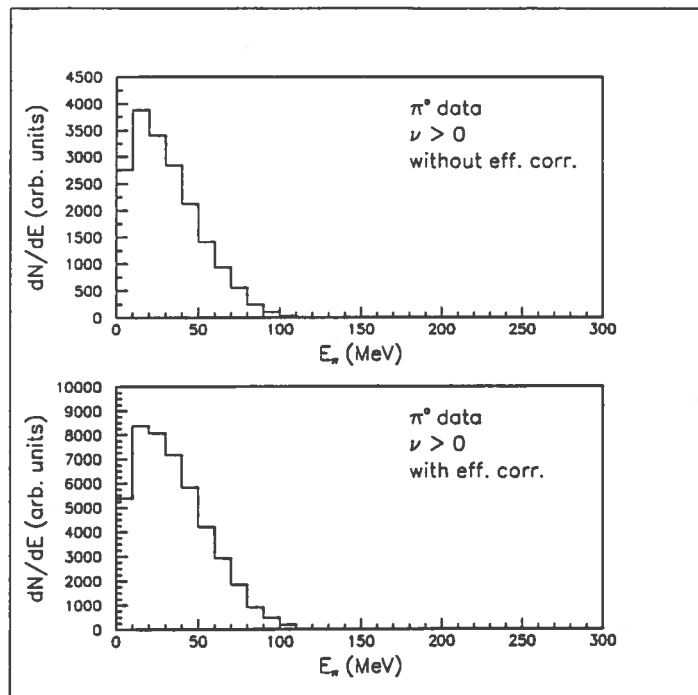 4500
4000
3500
3000
2500
2000
1500
1000
500
0
dN/dE (arb. units)
π° data
ν > 0
without eff. corr.
0 50 100 150 200 250 300
E_π (MeV)
10000
9000
8000
7000
6000
5000
4000
3000
2000
1000
0
dN/dE (arb. units)
π° data
ν > 0
with eff. corr.
0 50 100 150 200 250 300
E_π (MeV)